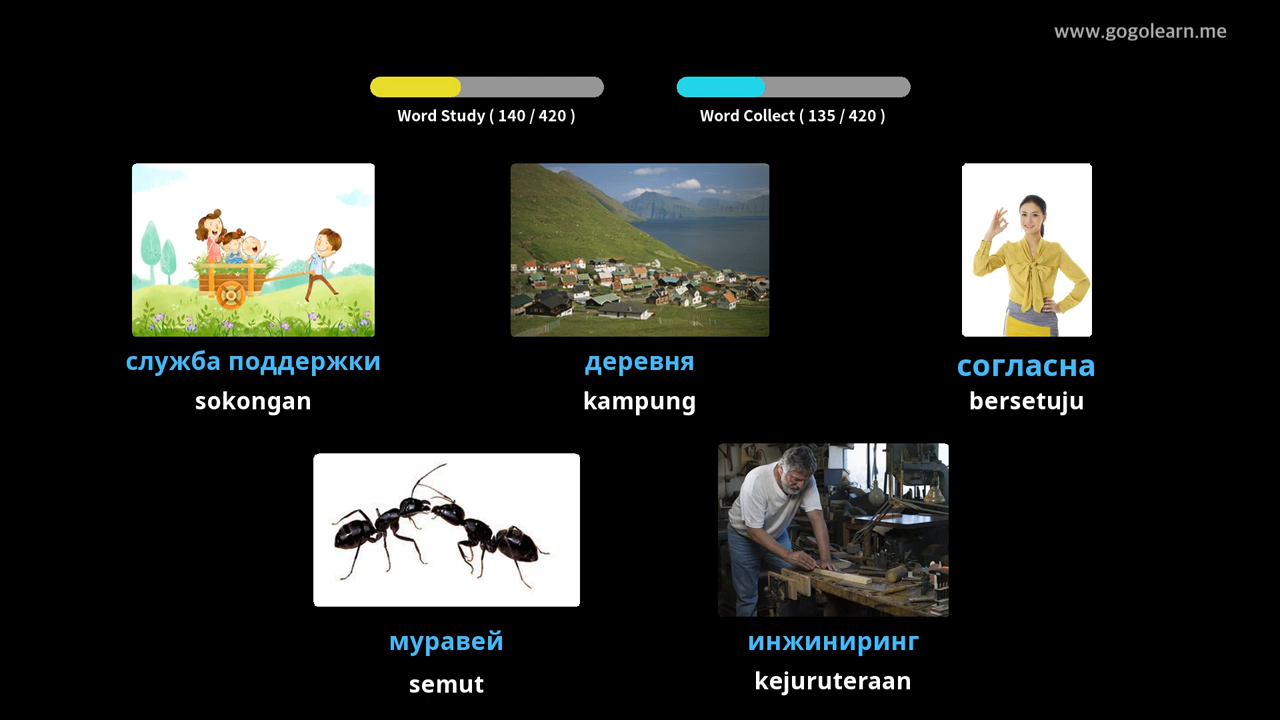 www.gogolearn.me
Word Study ( 140 / 420 )
Word Collect ( 135 / 420 )
служба поддержки
sokongan
деревня
kampung
согласна
bersetuju
муравей
semut
инжиниринг
kejuruteraan